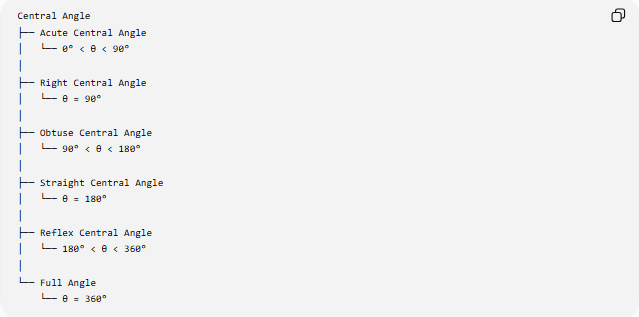 Central Angle
├── Acute Central Angle
│   └── 0° < θ < 90°
│
├── Right Central Angle
│   └── θ = 90°
│
├── Obtuse Central Angle
│   └── 90° < θ < 180°
│
├── Straight Central Angle
│   └── θ = 180°
│
├── Reflex Central Angle
│   └── 180° < θ < 360°
│
└── Full Angle
    └── θ = 360°